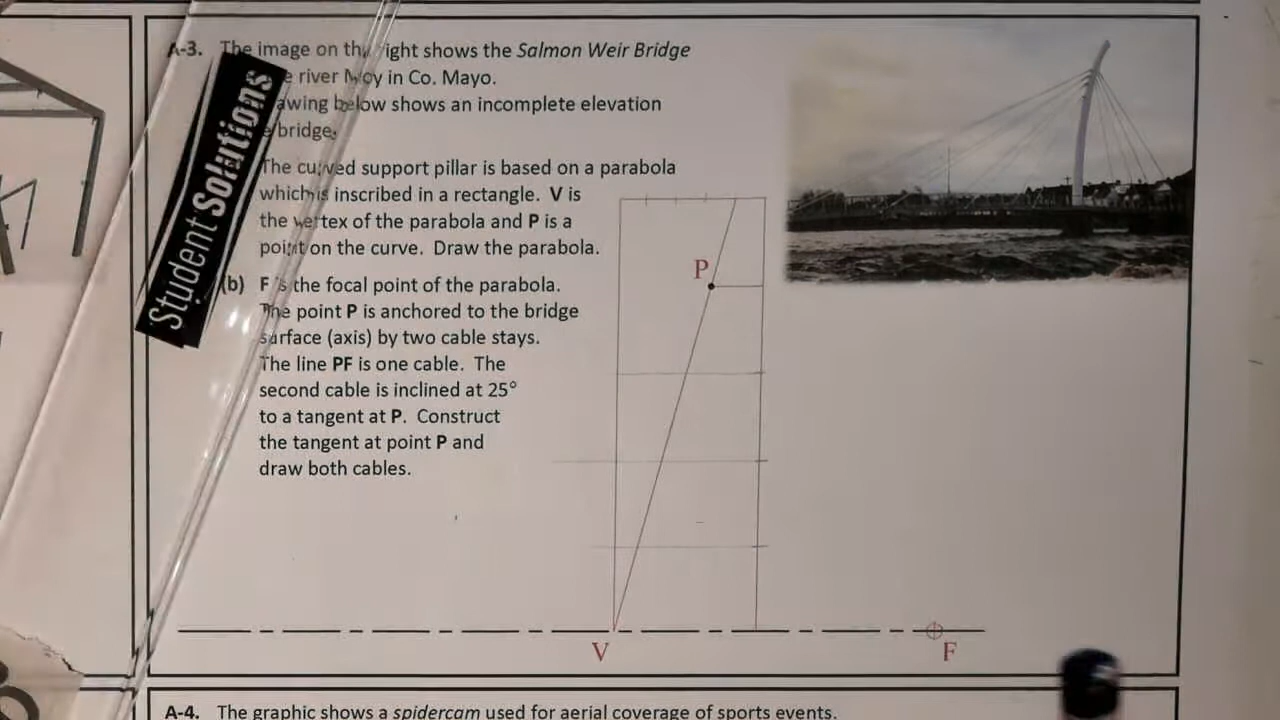 A-3. The image on ight shows the Salmon Weir Bridge
river Moy in Co. Mayo.
below shows an incomplete elevation
bridge.
The curved support pillar is based on a parabola
which is inscribed in a rectangle. V is
the vertex of the parabola and P is a
point on the curve. Draw the parabola.
(b) F is the focal point of the parabola.
The point P is anchored to the bridge
surface (axis) by two cable stays.
The line PF is one cable. The
second cable is inclined at 25°
to a tangent at P. Construct
the tangent at point P and
draw both cables.
Student Solutions
P
V
F
A-4. The graphic shows a spidercam used for aerial coverage of sports events.